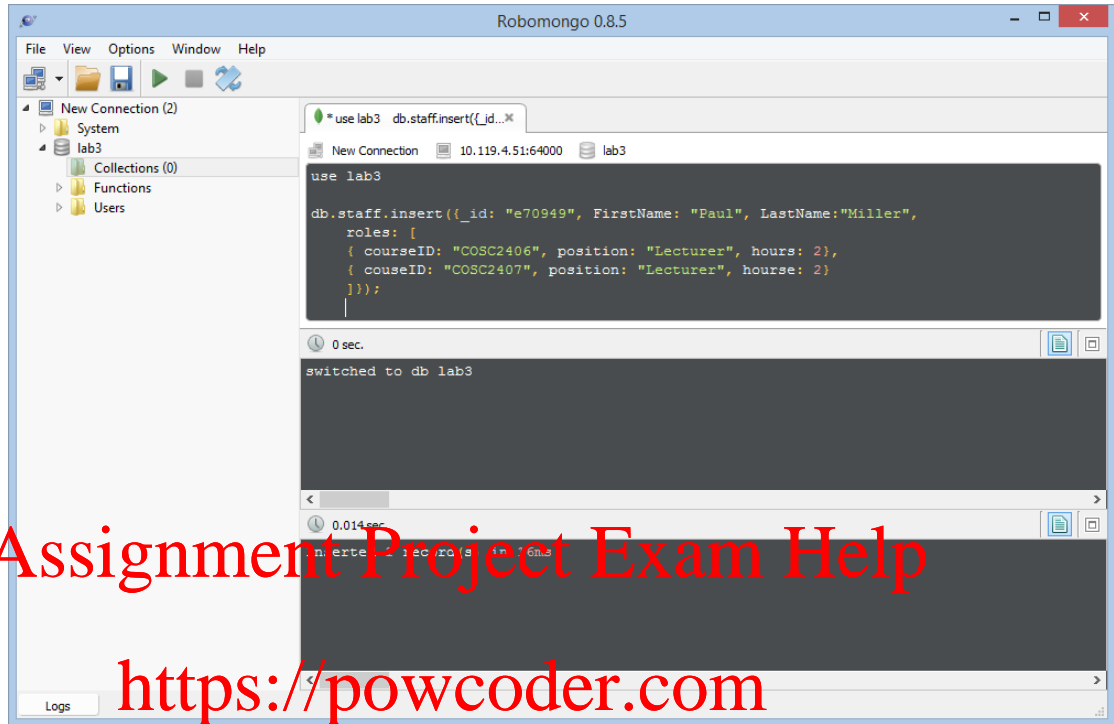 Robomongo 0.8.5
File View Options Window Help
New Connection (2)
System
lab3
Collections (0)
Functions
Users
* use lab3 db.staff.insert({_id...
New Connection 10.119.4.51:64000 lab3
use lab3
db.staff.insert({_id: "e70949", FirstName: "Paul", LastName:"Miller",
roles: [
{ courseID: "COSC2406", position: "Lecturer", hours: 2},
{ couseID: "COSC2407", position: "Lecturer", hourse: 2}
]});
0 sec.
switched to db lab3
0.014 sec.
Inserted record(s) in
Assignment Project Exam Help
https://powcoder.com
Logs